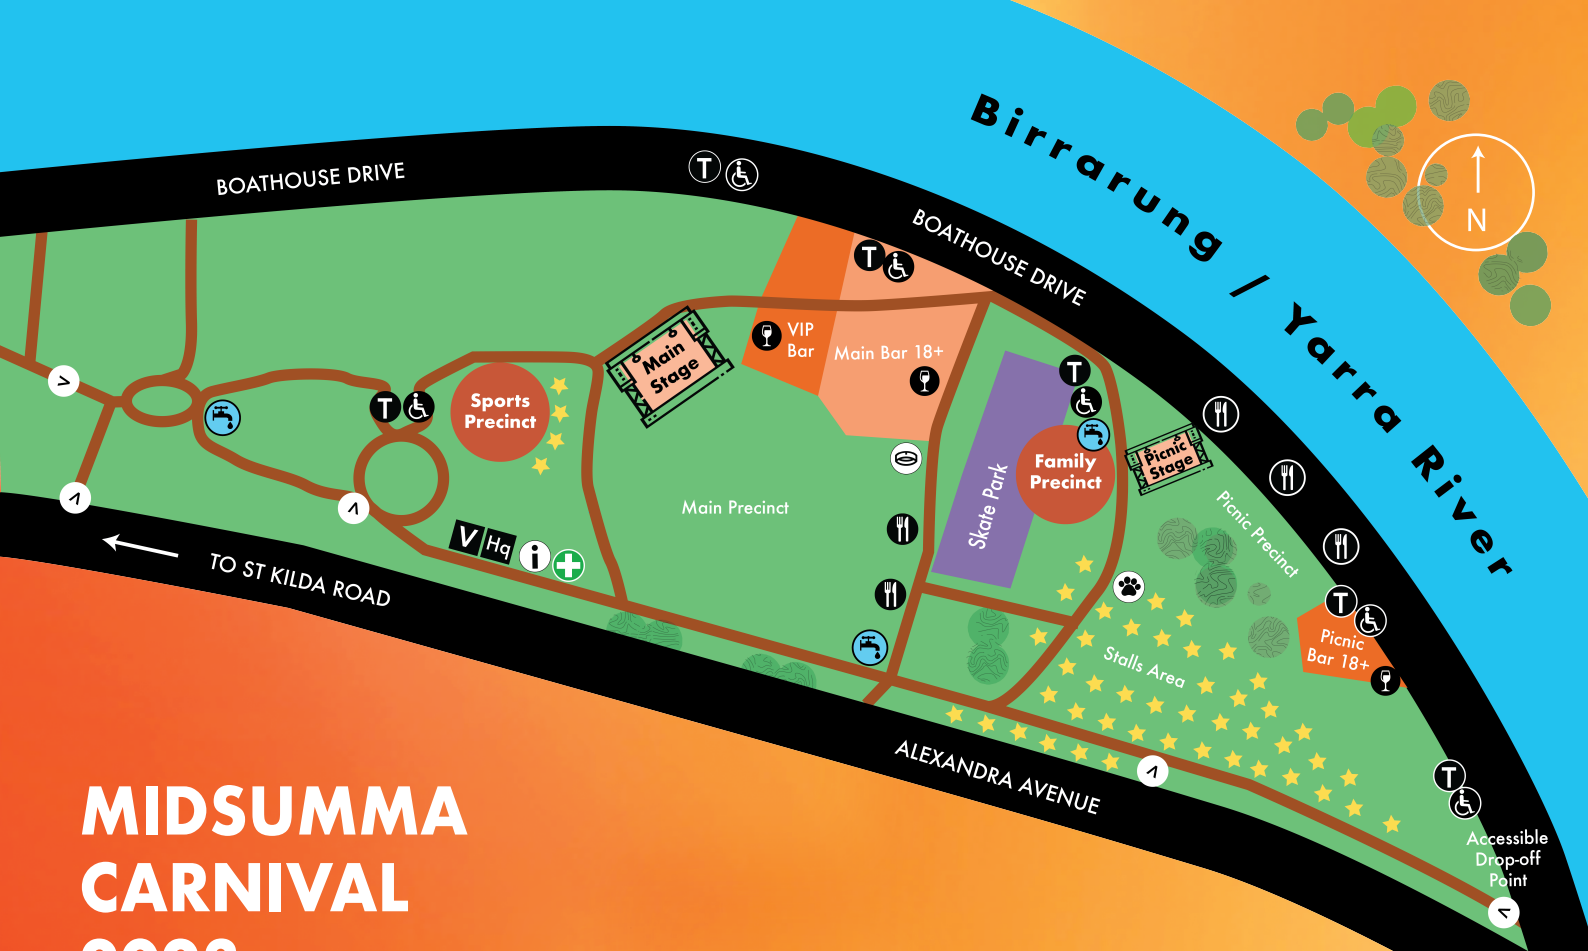 Birrarung / Yarra River
N
BOATHOUSE DRIVE
T
BOATHOUSE DRIVE
T
VIP
Bar
Main Bar 18+
Main
Stage
T
Sports
Precinct
T
Family
Precinct
Picnic
Stage
Skate Park
Main Precinct
Picnic Precinct
V
Hq
i
TO ST KILDA ROAD
T
Picnic
Bar 18+
Stalls Area
ALEXANDRA AVENUE
T
Accessible
Drop-off
Point
MIDSUMMA
CARNIVAL